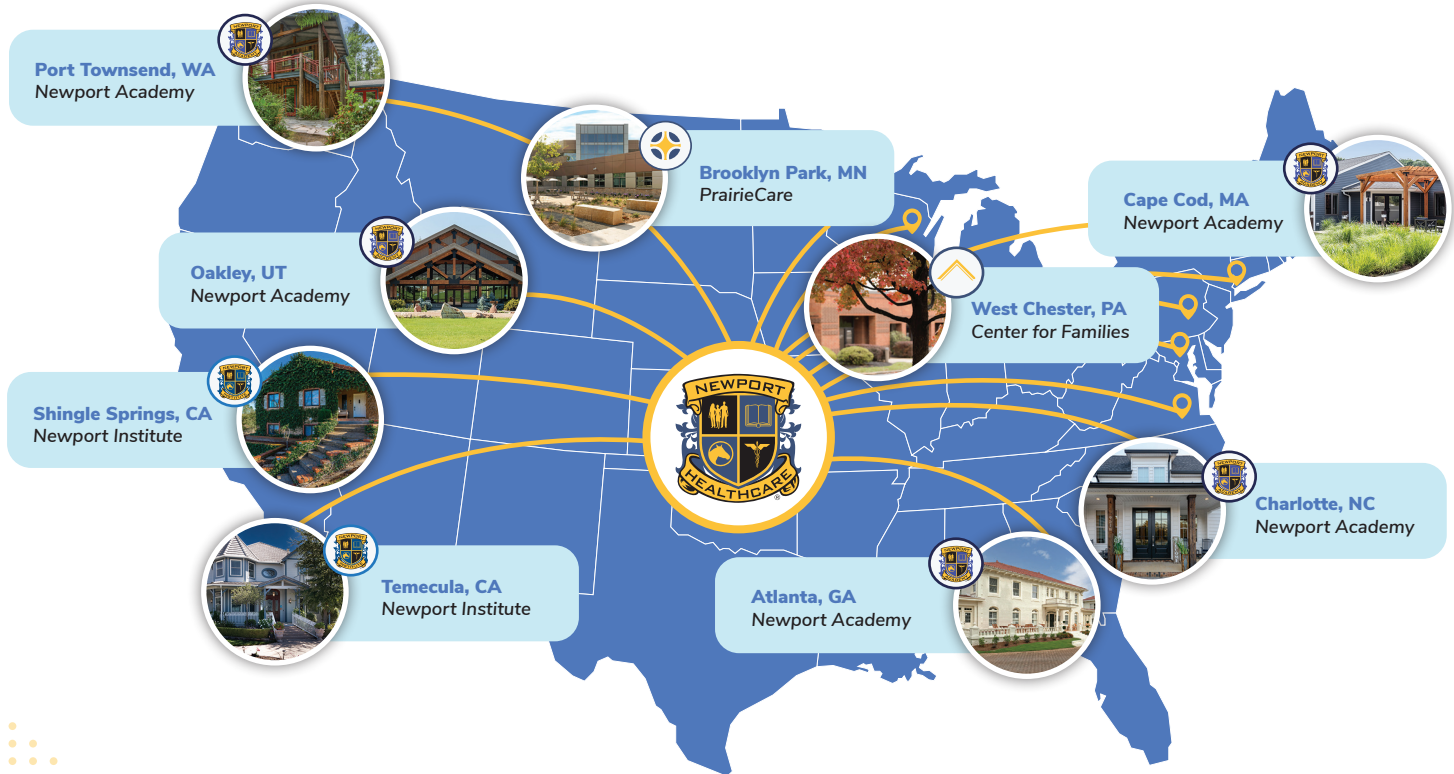 Port Townsend, WA
Newport Academy
Brooklyn Park, MN
PrairieCare
Cape Cod, MA
Newport Academy
Oakley, UT
Newport Academy
West Chester, PA
Center for Families
Shingle Springs, CA
Newport Institute
NEWPORT
HEALTHCARE
®
Charlotte, NC
Newport Academy
Temecula, CA
Newport Institute
Atlanta, GA
Newport Academy